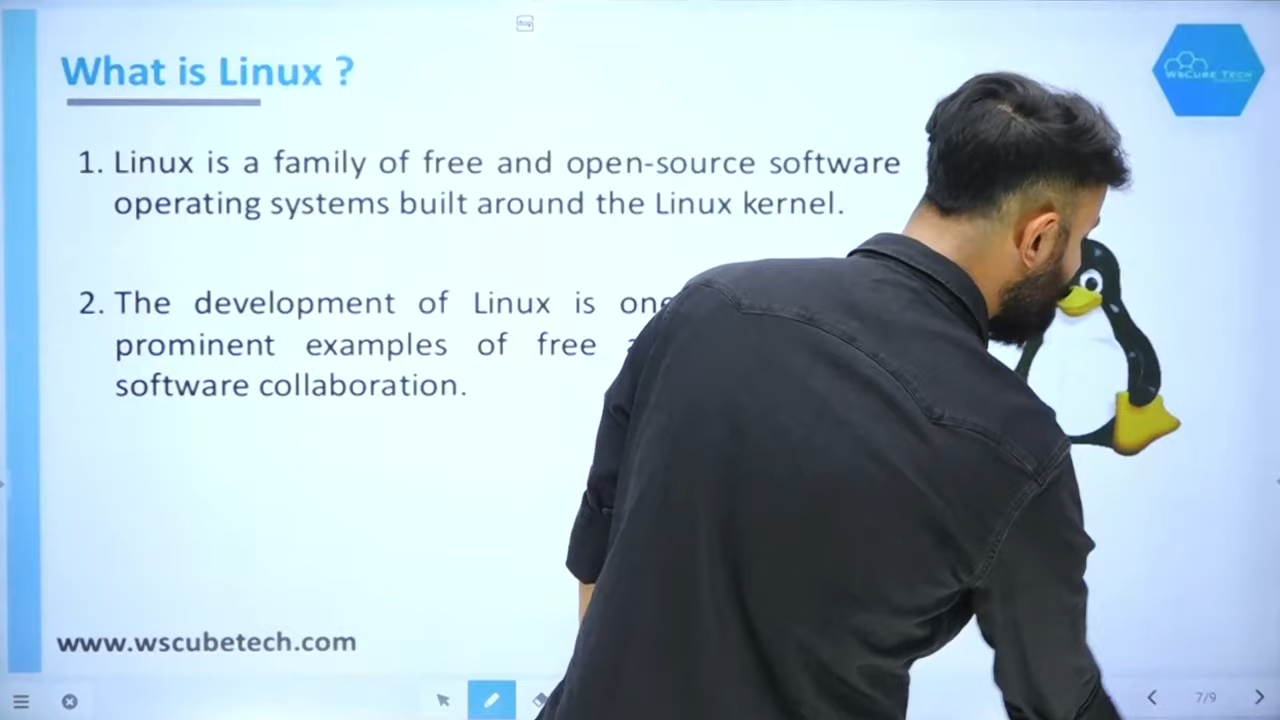 What is Linux ?
WsCube Tech
1. Linux is a family of free and open-source software
operating systems built around the Linux kernel.
2. The development of Linux is one
prominent examples of free
software collaboration.
www.wscubetech.com
7/9